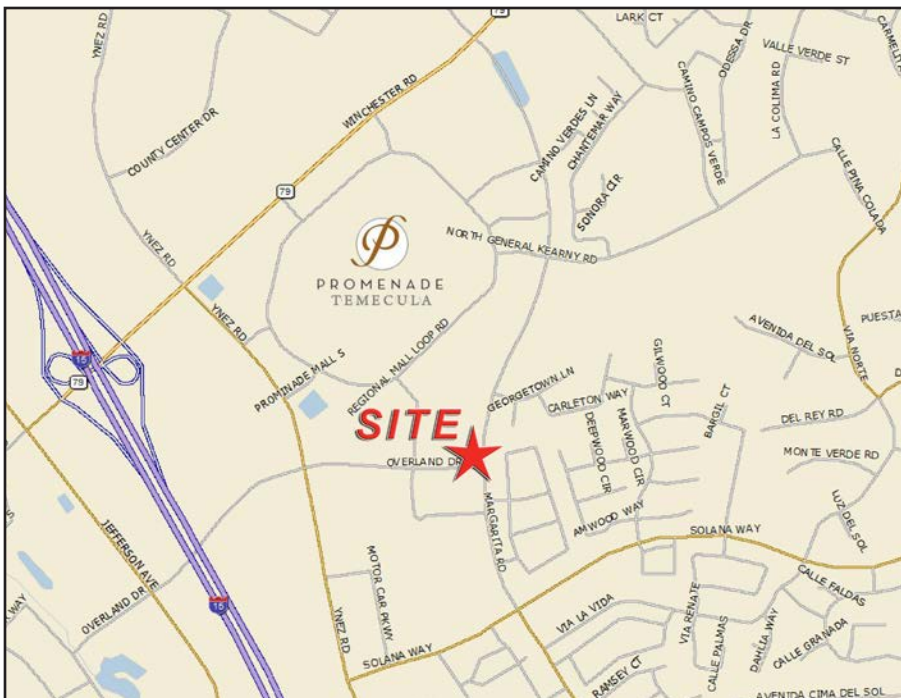 YNEZ RD
79
LARK CT
ODESSA DR
VALLE VERDE ST
CAMINO CAMPOS VERDE
LA COLIMA RD
WINCHESTER RD
COUNTY CENTER DR
CAMINO VERDES LN
CHANTEMAR WAY
CALLE PINA COLADA
79
SONORA CIR
YNEZ RD
NORTH GENERAL KEARNY RD
P
PROMENADE
TEMECULA
YNEZ RD
PROMINADE MALL S
REGIONAL MALL LOOP RD
AVENIDA DEL SOL
PUESTA
VIA NORTE
15
79
GEORGETOWN LN
CARLETON WAY
GILWOOD CT
BARGIL CT
DEL REY RD
SITE
DEEPWOOD CIR
MARWOOD CIR
MONTE VERDE RD
OVERLAND DR
MARGARITA RD
AMWOOD WAY
LUZ DEL SOL
SOLANA WAY
JEFFERSON AVE
MOTOR CAR PKWY
CALLE FALDAS
15
OVERLAND DR
WAY
YNEZ RD
VIA LA VIDA
VIA RENATE
CALLE PALMAS
DAHLIA WAY
CALLE GRANADA
SOLANA WAY
RAMSEY CT
AVENIDA CIMA DEL SOL